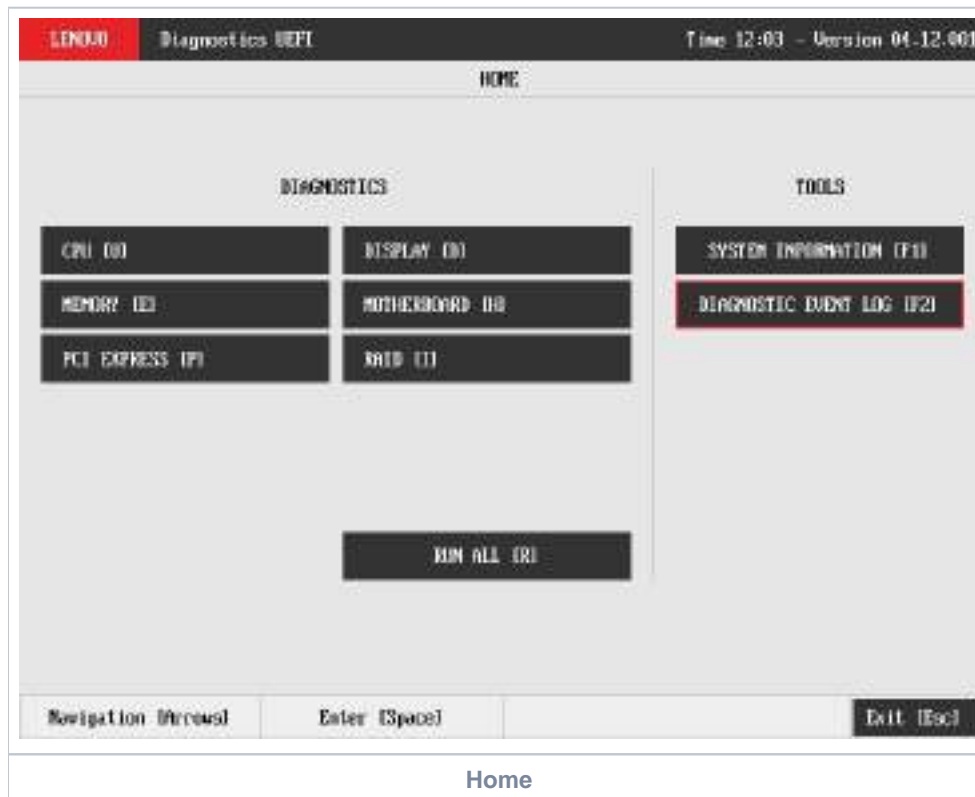 LENOVO Diagnostics UEFI Time 12:03 - Version 04.12.001
HOME
DIAGNOSTICS TOOLS
CPU [U] DISPLAY [D] SYSTEM INFORMATION [F1]
MEMORY [E] MOTHERBOARD [H] DIAGNOSTIC EVENT LOG [F2]
PCI EXPRESS [P] RAID [I]
RUN ALL [R]
Navigation [Arrows] Enter [Space] Exit [Esc]
Home